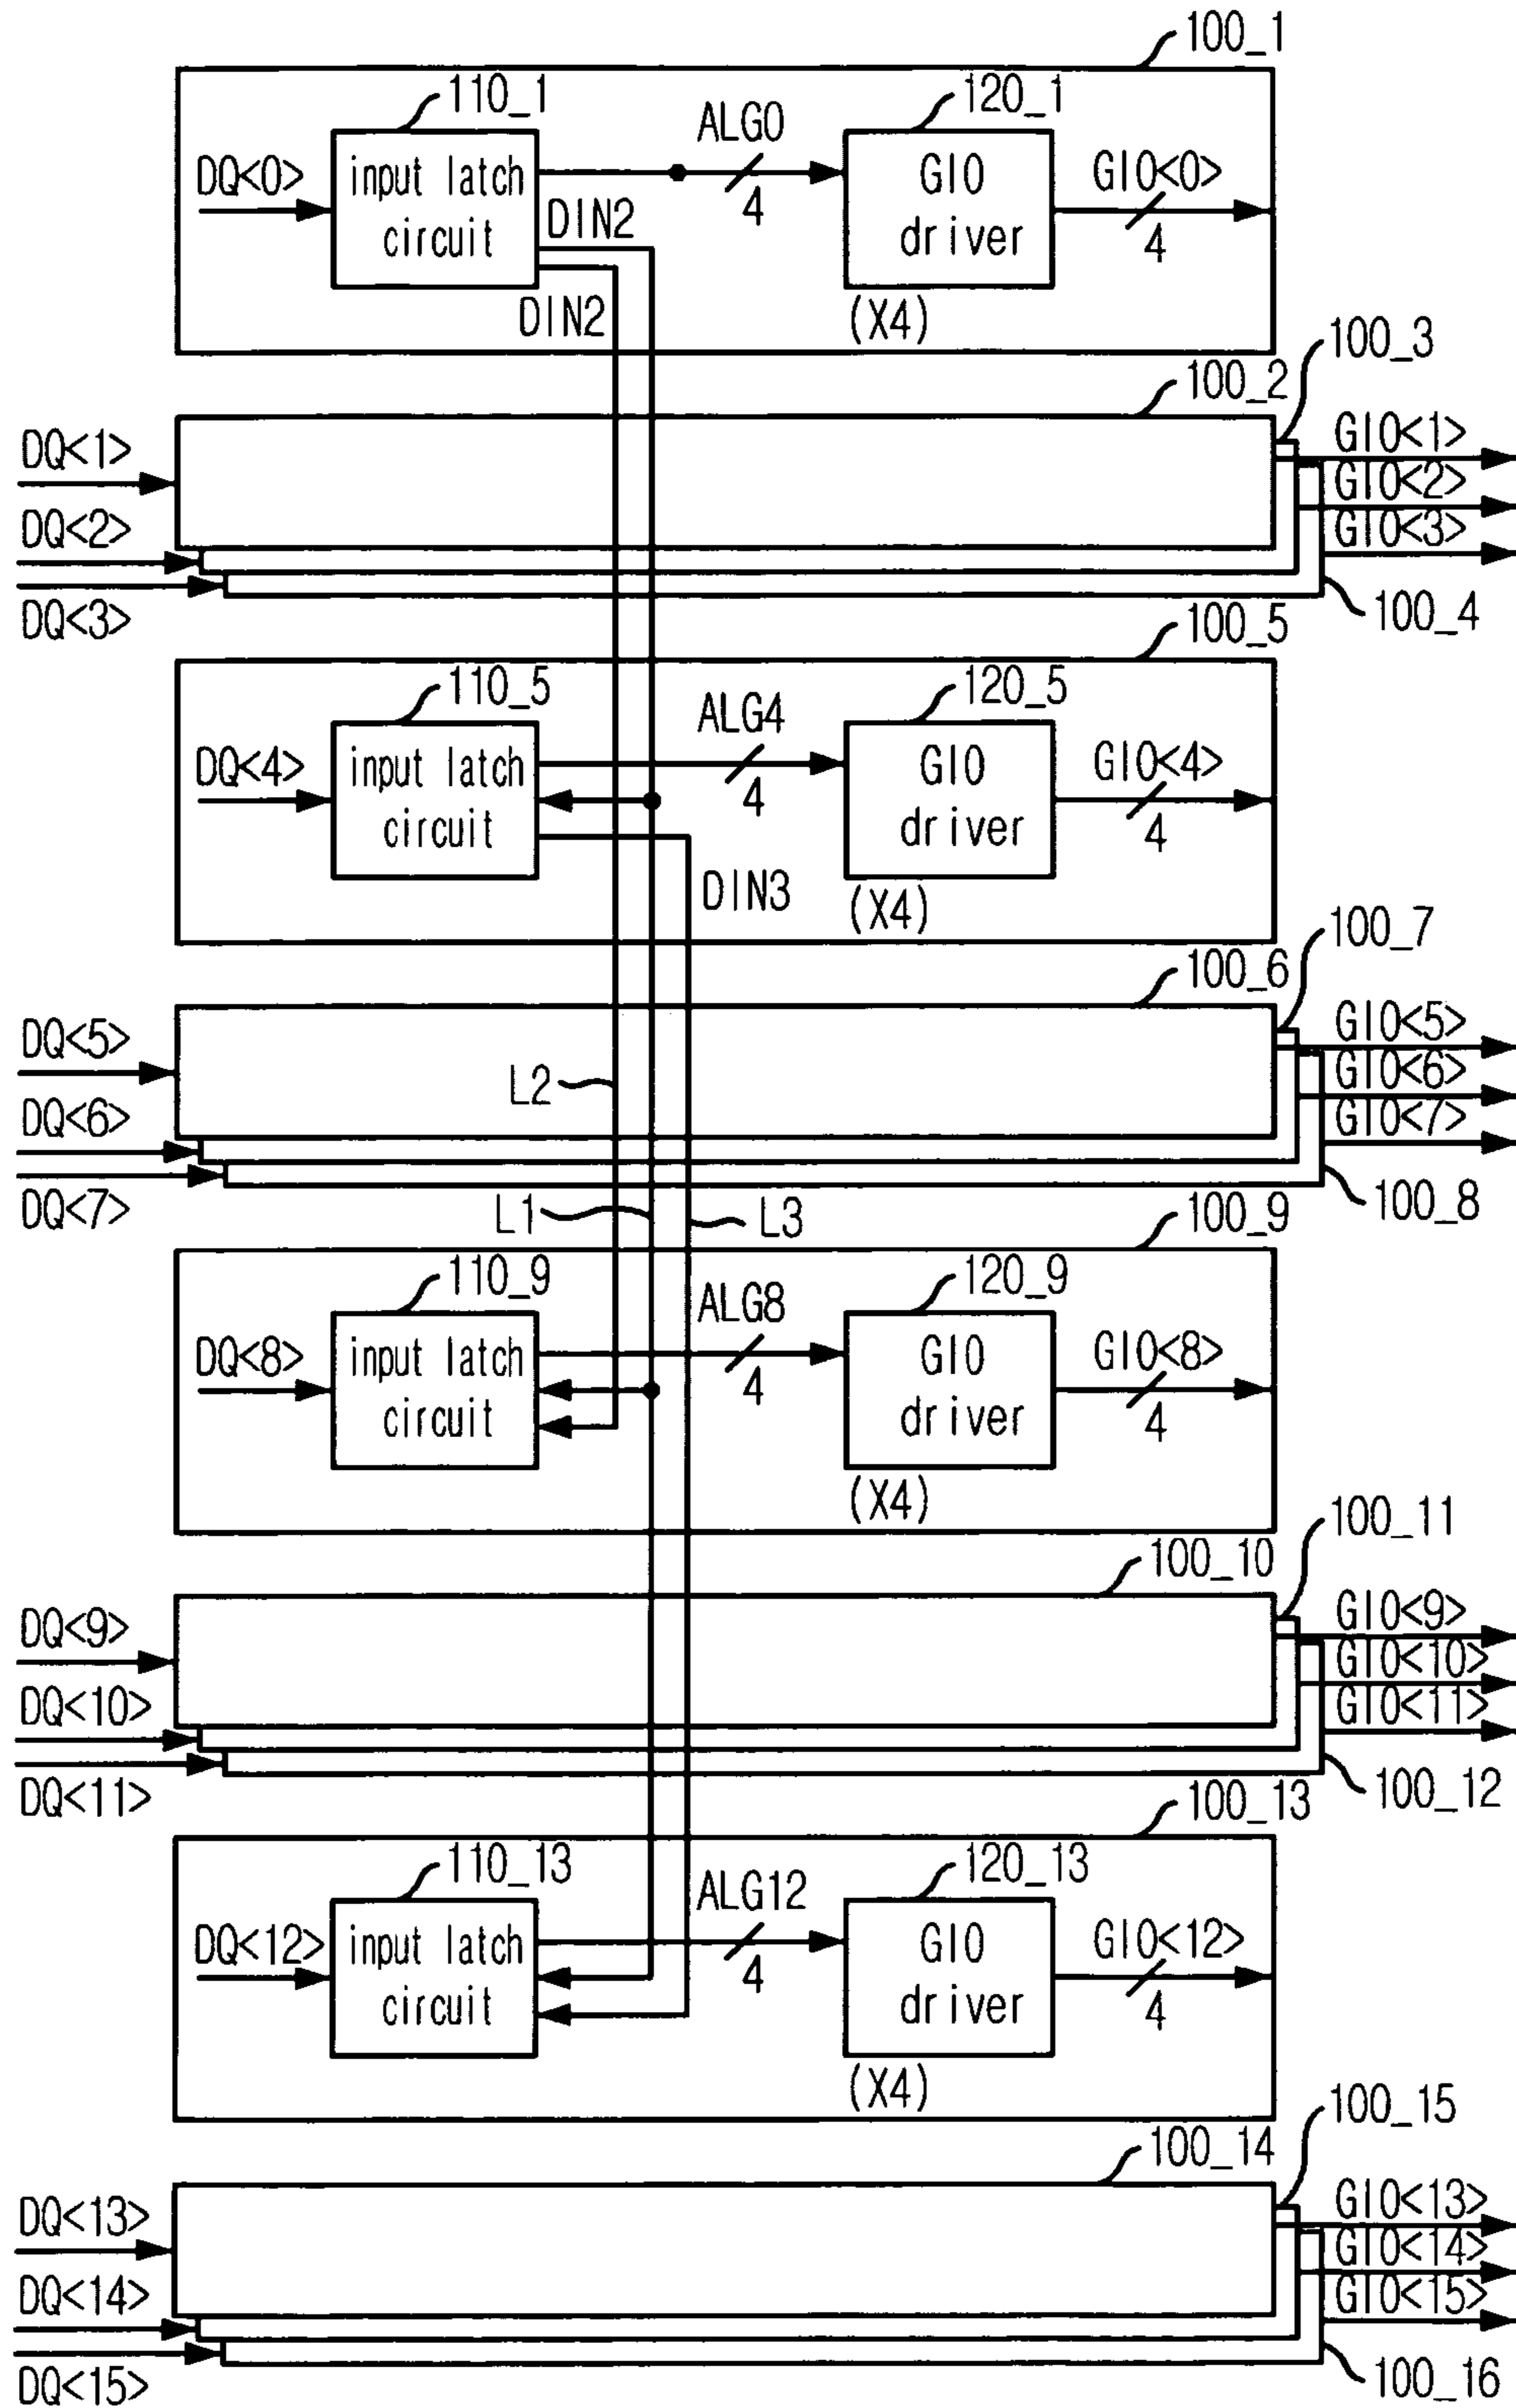 100_1
110_1
ALG0
120_1
DQ<0>
input latch
circuit
4
GIO
driver
GIO<0>
4
DIN2
DIN2
(X4)
100_3
100_2
DQ<1>
GIO<1>
DQ<2>
GIO<2>
GIO<3>
DQ<3>
100_4
100_5
110_5
ALG4
120_5
DQ<4>
input latch
circuit
4
GIO
driver
GIO<4>
4
DIN3
(X4)
100_7
100_6
DQ<5>
GIO<5>
L2
GIO<6>
DQ<6>
GIO<7>
DQ<7>
L1
L3
100_8
100_9
110_9
ALG8
120_9
DQ<8>
input latch
circuit
4
GIO
driver
GIO<8>
4
(X4)
100_11
100_10
DQ<9>
GIO<9>
DQ<10>
GIO<10>
GIO<11>
DQ<11>
100_12
100_13
110_13
ALG12
120_13
DQ<12>
input latch
circuit
4
GIO
driver
GIO<12>
4
(X4)
100_15
100_14
DQ<13>
GIO<13>
DQ<14>
GIO<14>
GIO<15>
DQ<15>
100_16